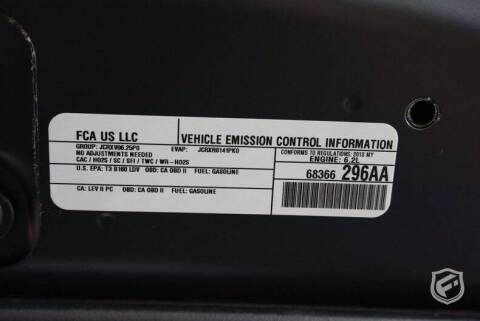 FCA US LLC
VEHICLE EMISSION CONTROL INFORMATION
GROUP: JCRXV06.25P0 EVAP: JCRXR0141PK0
NO ADJUSTMENTS NEEDED
CAC / HO2S / SC / SFI / TWC / WR-HO2S
CONFORMS TO REGULATIONS: 2018 MY
ENGINE: 6.2L
U.S. EPA: T3 B160 LDV OBD: CA OBD II FUEL: GASOLINE
68366 296AA
CA: LEV II PC OBD: CA OBD II FUEL: GASOLINE